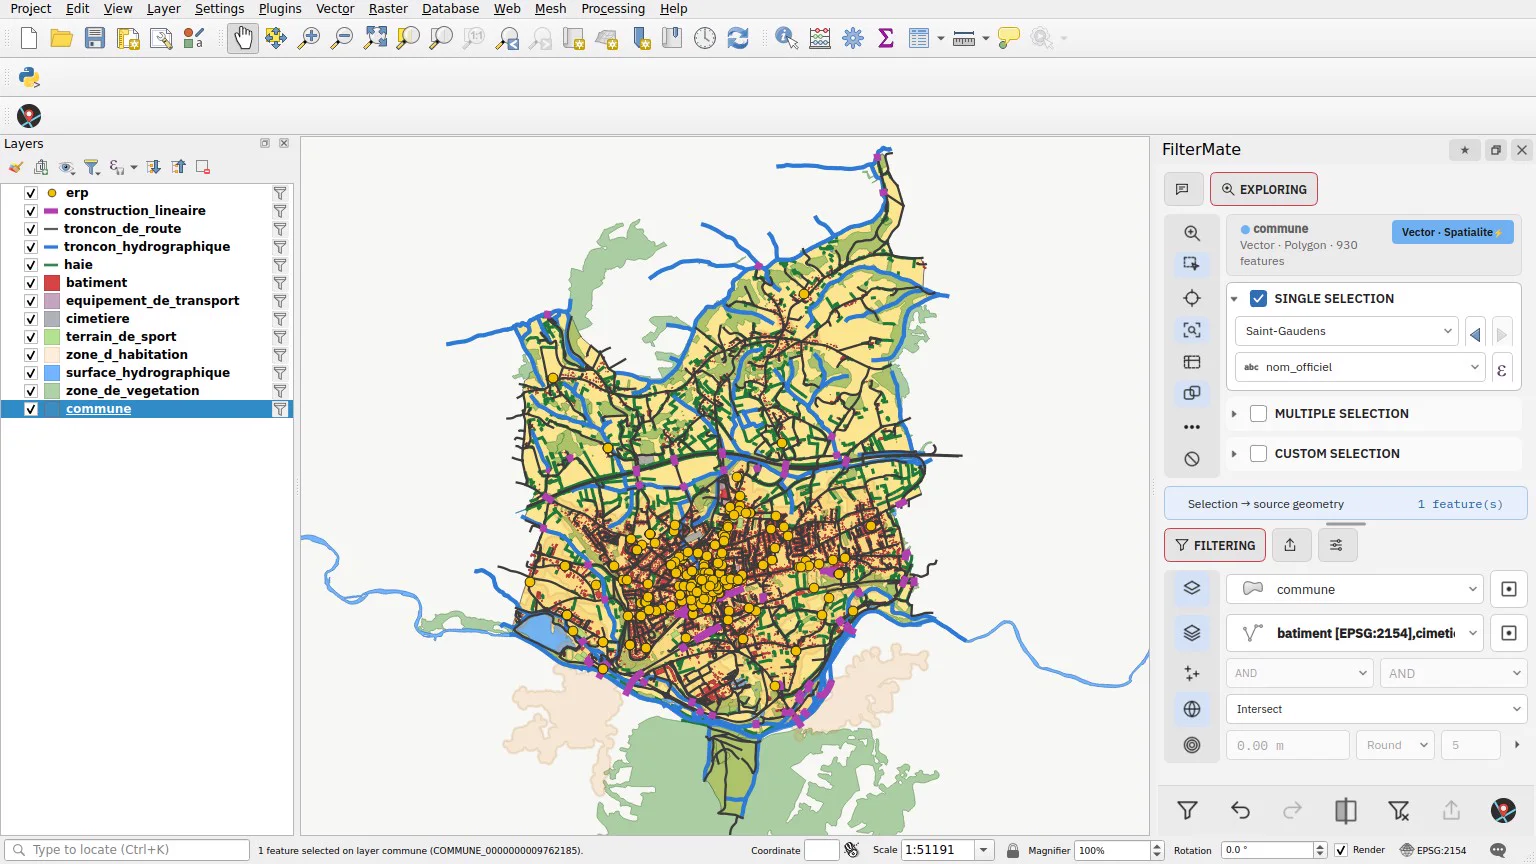 Project Edit View Layer Settings Plugins Vector Raster Database Web Mesh Processing Help
Layers
erp
construction_lineaire
troncon_de_route
troncon_hydrographique
haie
batiment
equipement_de_transport
cimetiere
terrain_de_sport
zone_d_habitation
surface_hydrographique
zone_de_vegetation
commune
FilterMate
EXPLORING
commune
Vector · Polygon · 930
features
Vector · Spatialite
SINGLE SELECTION
Saint-Gaudens
abc nom_officiel
ε
MULTIPLE SELECTION
CUSTOM SELECTION
Selection → source geometry 1 feature(s)
FILTERING
commune
batiment [EPSG:2154],cimeti
AND AND
Intersect
0.00 m Round 5
Type to locate (Ctrl+K)
1 feature selected on layer commune (COMMUNE_0000000009762185).
Coordinate
Scale 1:51191
Magnifier 100%
Rotation 0.0 °
Render
EPSG:2154